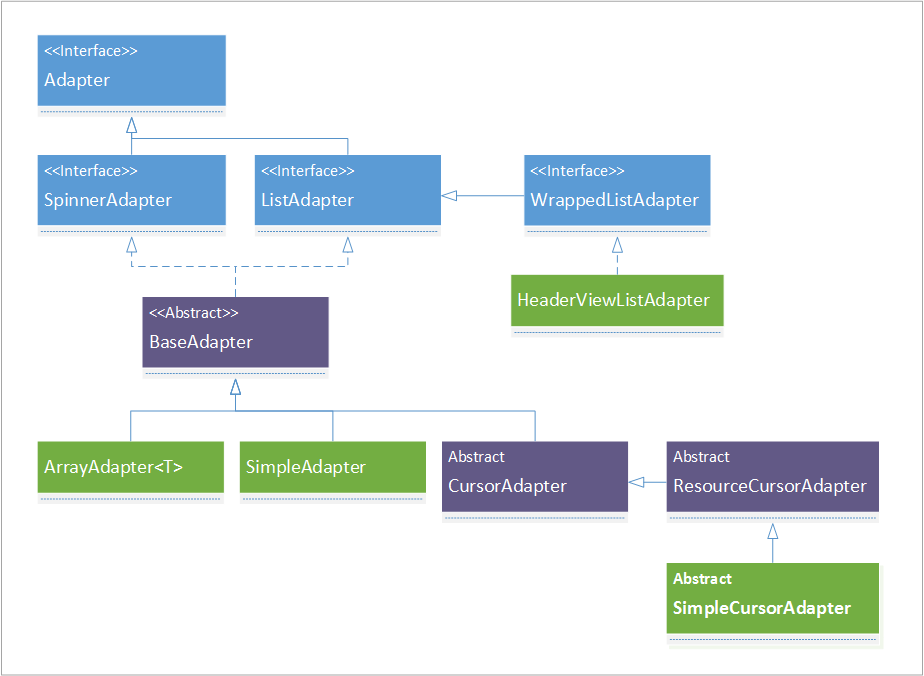 <<Interface>>
Adapter
<<Interface>>
SpinnerAdapter
<<Interface>>
ListAdapter
<<Interface>>
WrappedListAdapter
HeaderViewListAdapter
<<Abstract>>
BaseAdapter
ArrayAdapter<T>
SimpleAdapter
Abstract
CursorAdapter
Abstract
ResourceCursorAdapter
Abstract
SimpleCursorAdapter